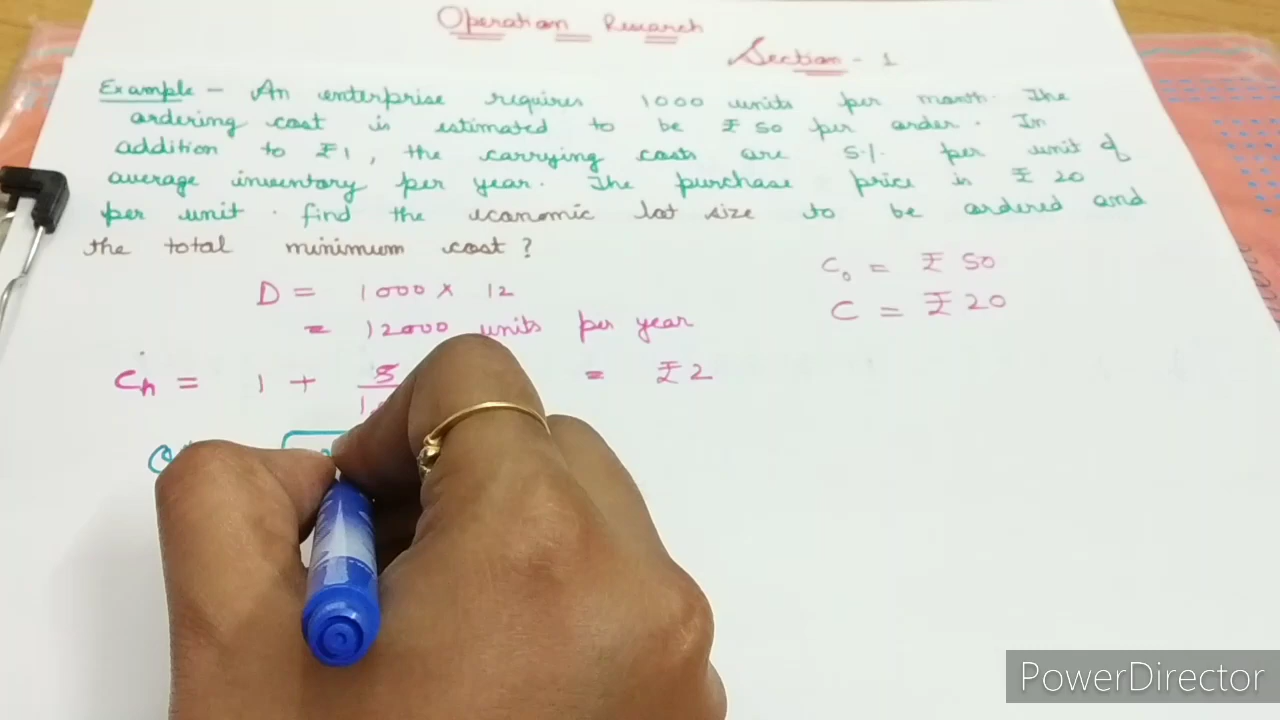 Operation Research
Section - 1
Example - An enterprise requires 1000 units per month. The
ordering cost is estimated to be ₹ 50 per order. In
addition to ₹1, the carrying costs are 5% per unit of
average inventory per year. The purchase price is ₹ 20
per unit. find the economic lot size to be ordered and
the total minimum cost?
C₀ = ₹ 50
D = 1000 × 12
C = ₹ 20
= 12000 units per year
Cₕ = 1 + 5 = ₹ 2
PowerDirector